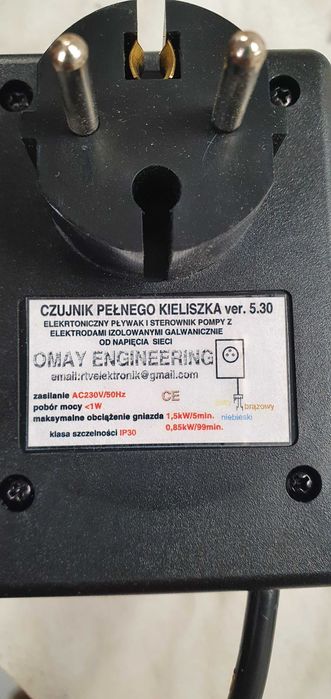 CZUJNIK PEŁNEGO KIELISZKA ver. 5.30
ELEKRTONICZNY PŁYWAK I STEROWNIK POMPY Z
ELEKTRODAMI IZOLOWANYMI GALWANICZNIE
OD NAPIĘCIA SIECI
OMAY ENGINEERING
email:rtvelektronik@gmail.com
zasilanie AC230V/50Hz CE
pobór mocy <1W
maksymalne obciążenie gniazda 1,5kW/5min.
0,85kW/99min.
klasa szczelności IP30
brązowy
niebieski